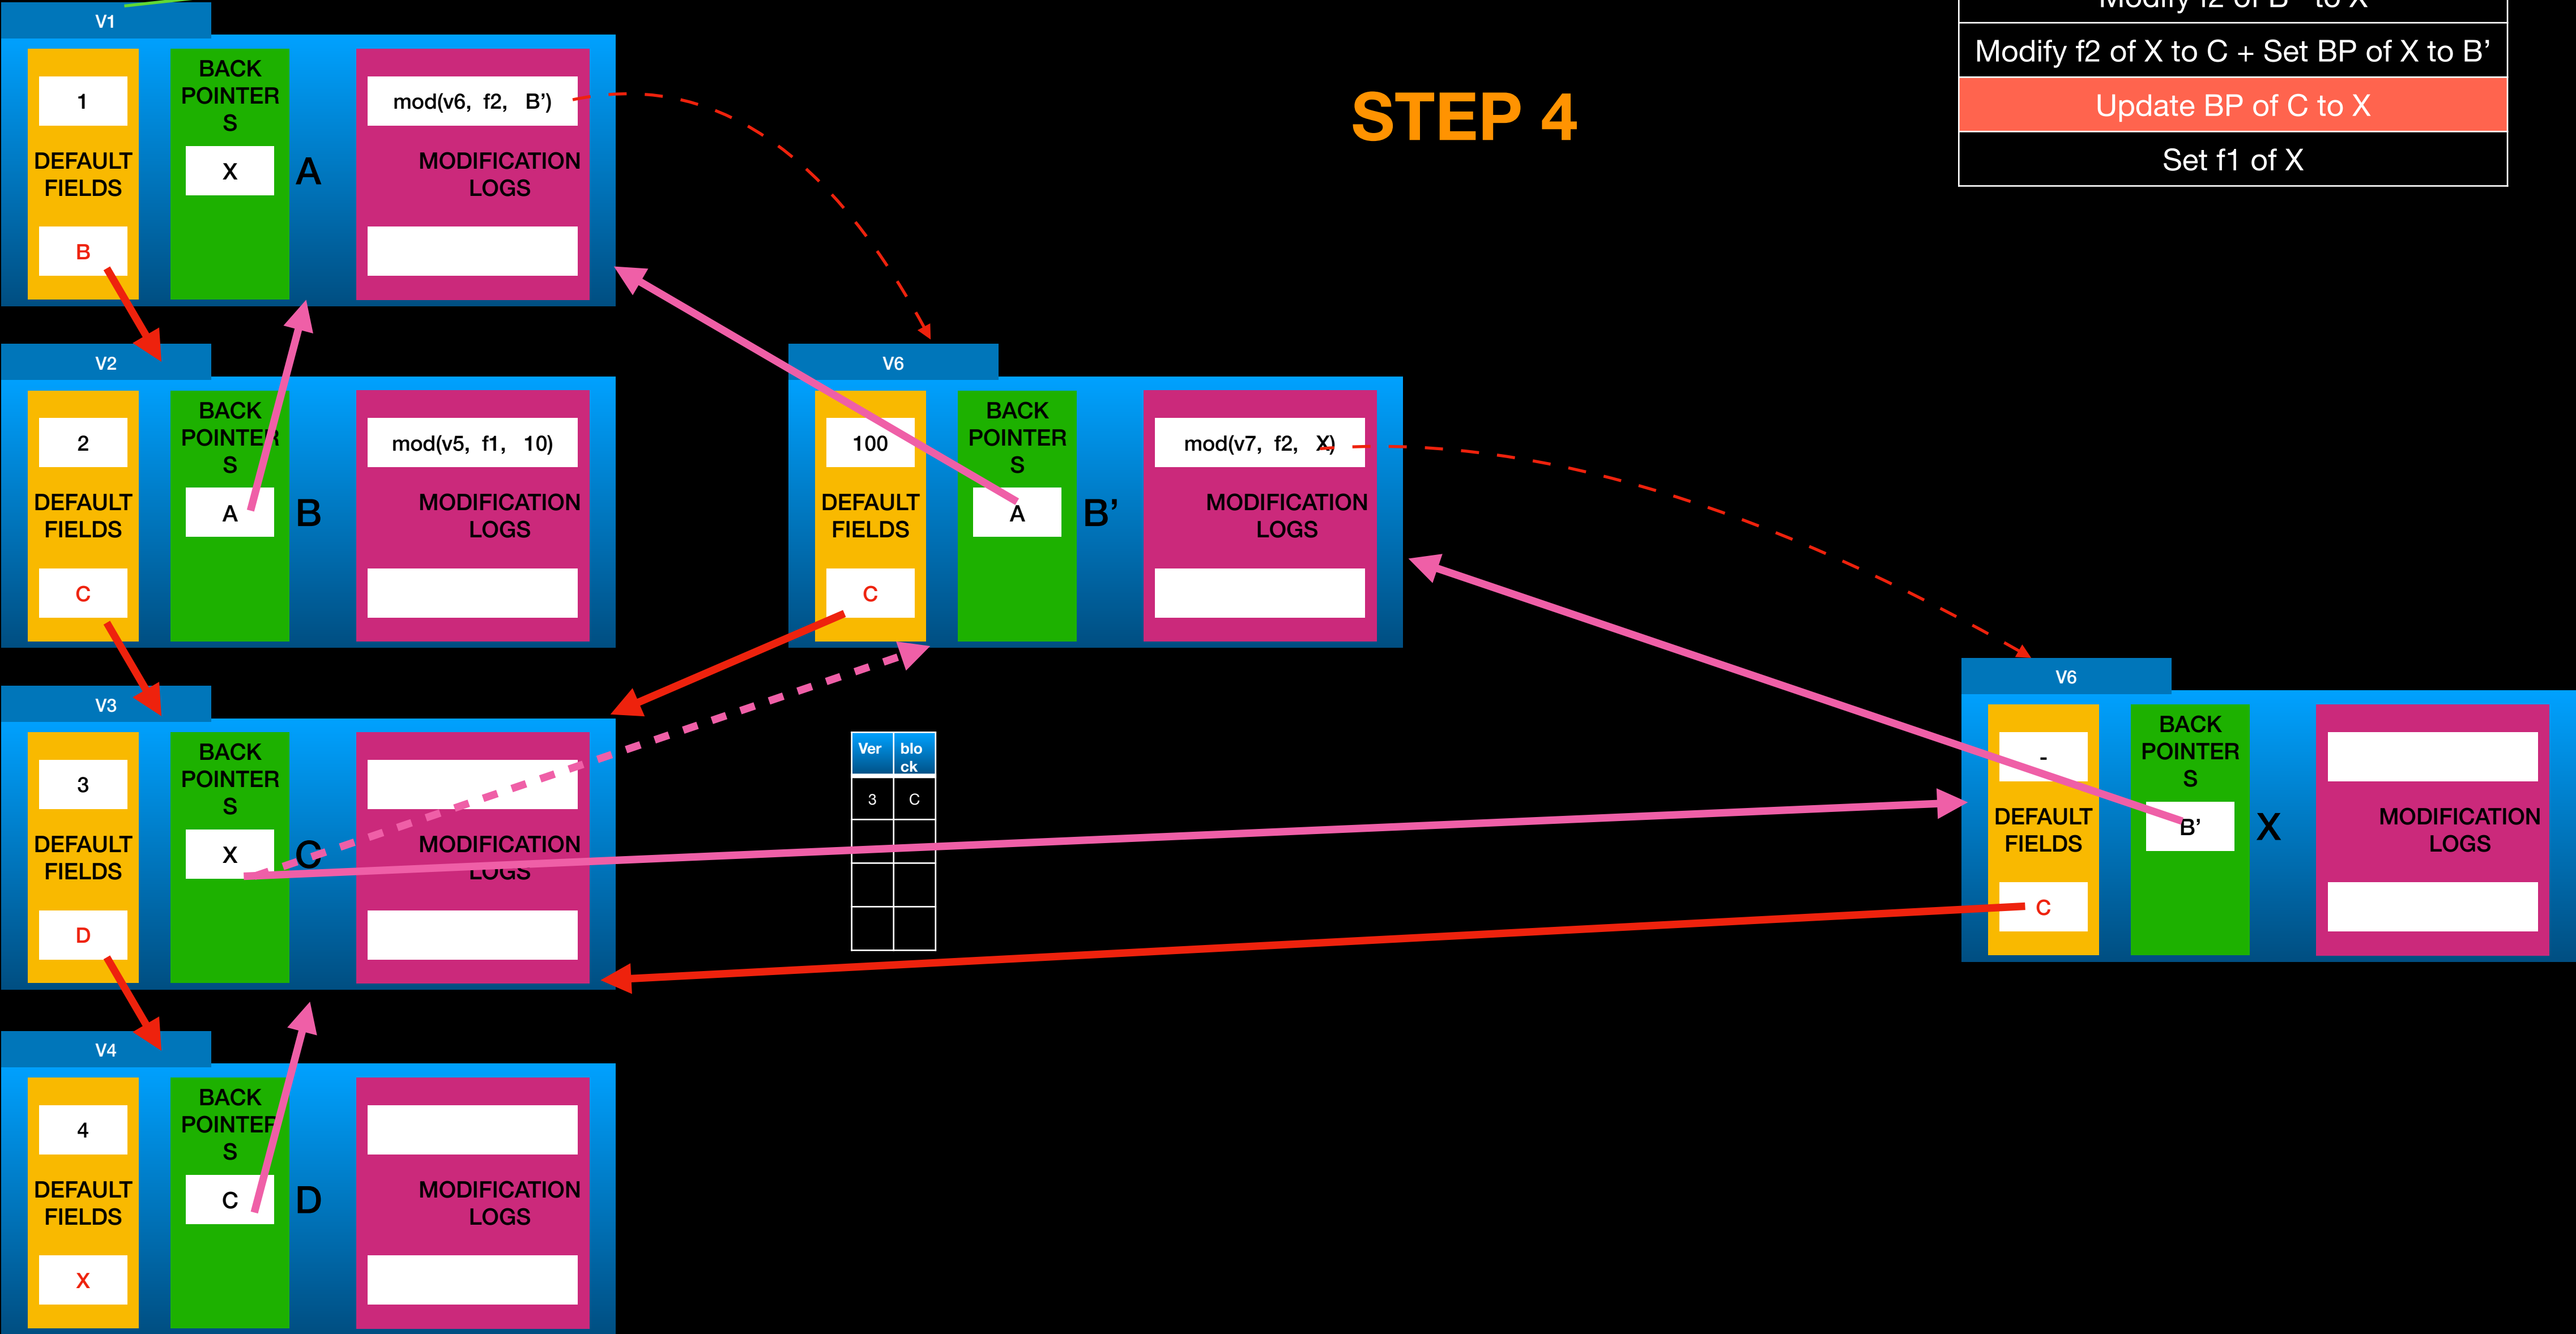 V1
1
DEFAULT
FIELDS
B
BACK
POINTER
S
X
A
mod(v6, f2, B’)
MODIFICATION
LOGS
STEP 4
Modify f2 of B’ to X
Modify f2 of X to C + Set BP of X to B’
Update BP of C to X
Set f1 of X
V2
2
DEFAULT
FIELDS
C
BACK
POINTER
S
A
B
mod(v5, f1, 10)
MODIFICATION
LOGS
V6
100
DEFAULT
FIELDS
C
BACK
POINTER
S
A
B’
mod(v7, f2, X)
MODIFICATION
LOGS
V3
3
DEFAULT
FIELDS
D
BACK
POINTER
S
X
C
MODIFICATION
LOGS
Ver
blo
ck
3
C
V6
-
DEFAULT
FIELDS
C
BACK
POINTER
S
B’
X
MODIFICATION
LOGS
V4
4
DEFAULT
FIELDS
X
BACK
POINTER
S
C
D
MODIFICATION
LOGS